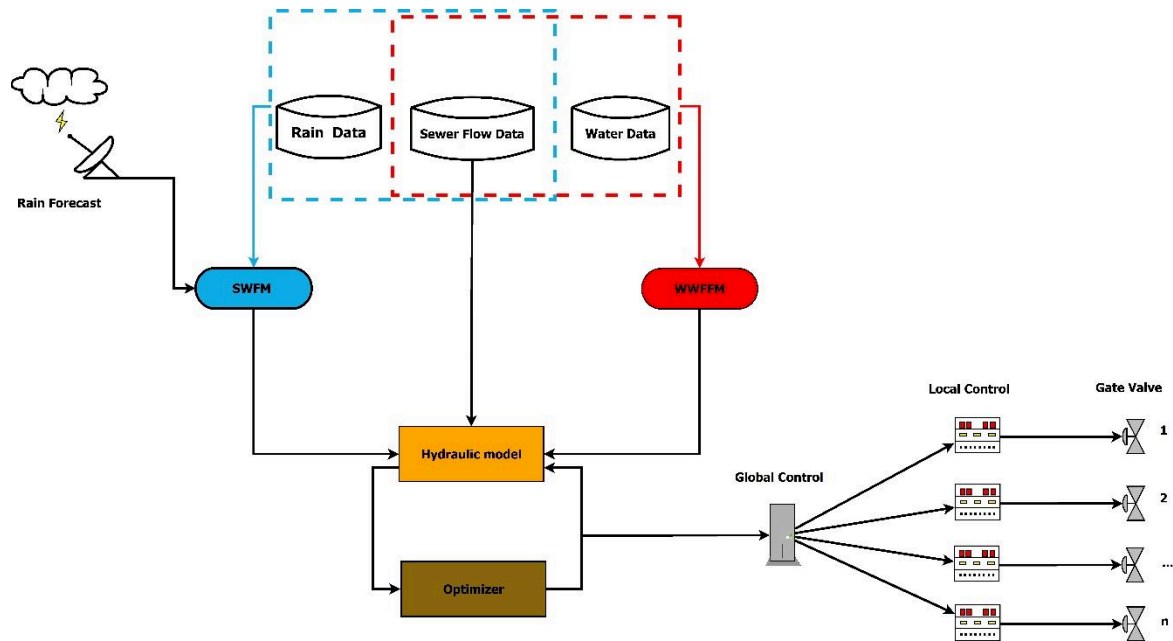 Rain Data
Sewer Flow Data
Water Data
Rain Forecast
SWFM
WWFFM
Hydraulic model
Optimizer
Global Control
Local Control
Gate Valve
1
2
...
n